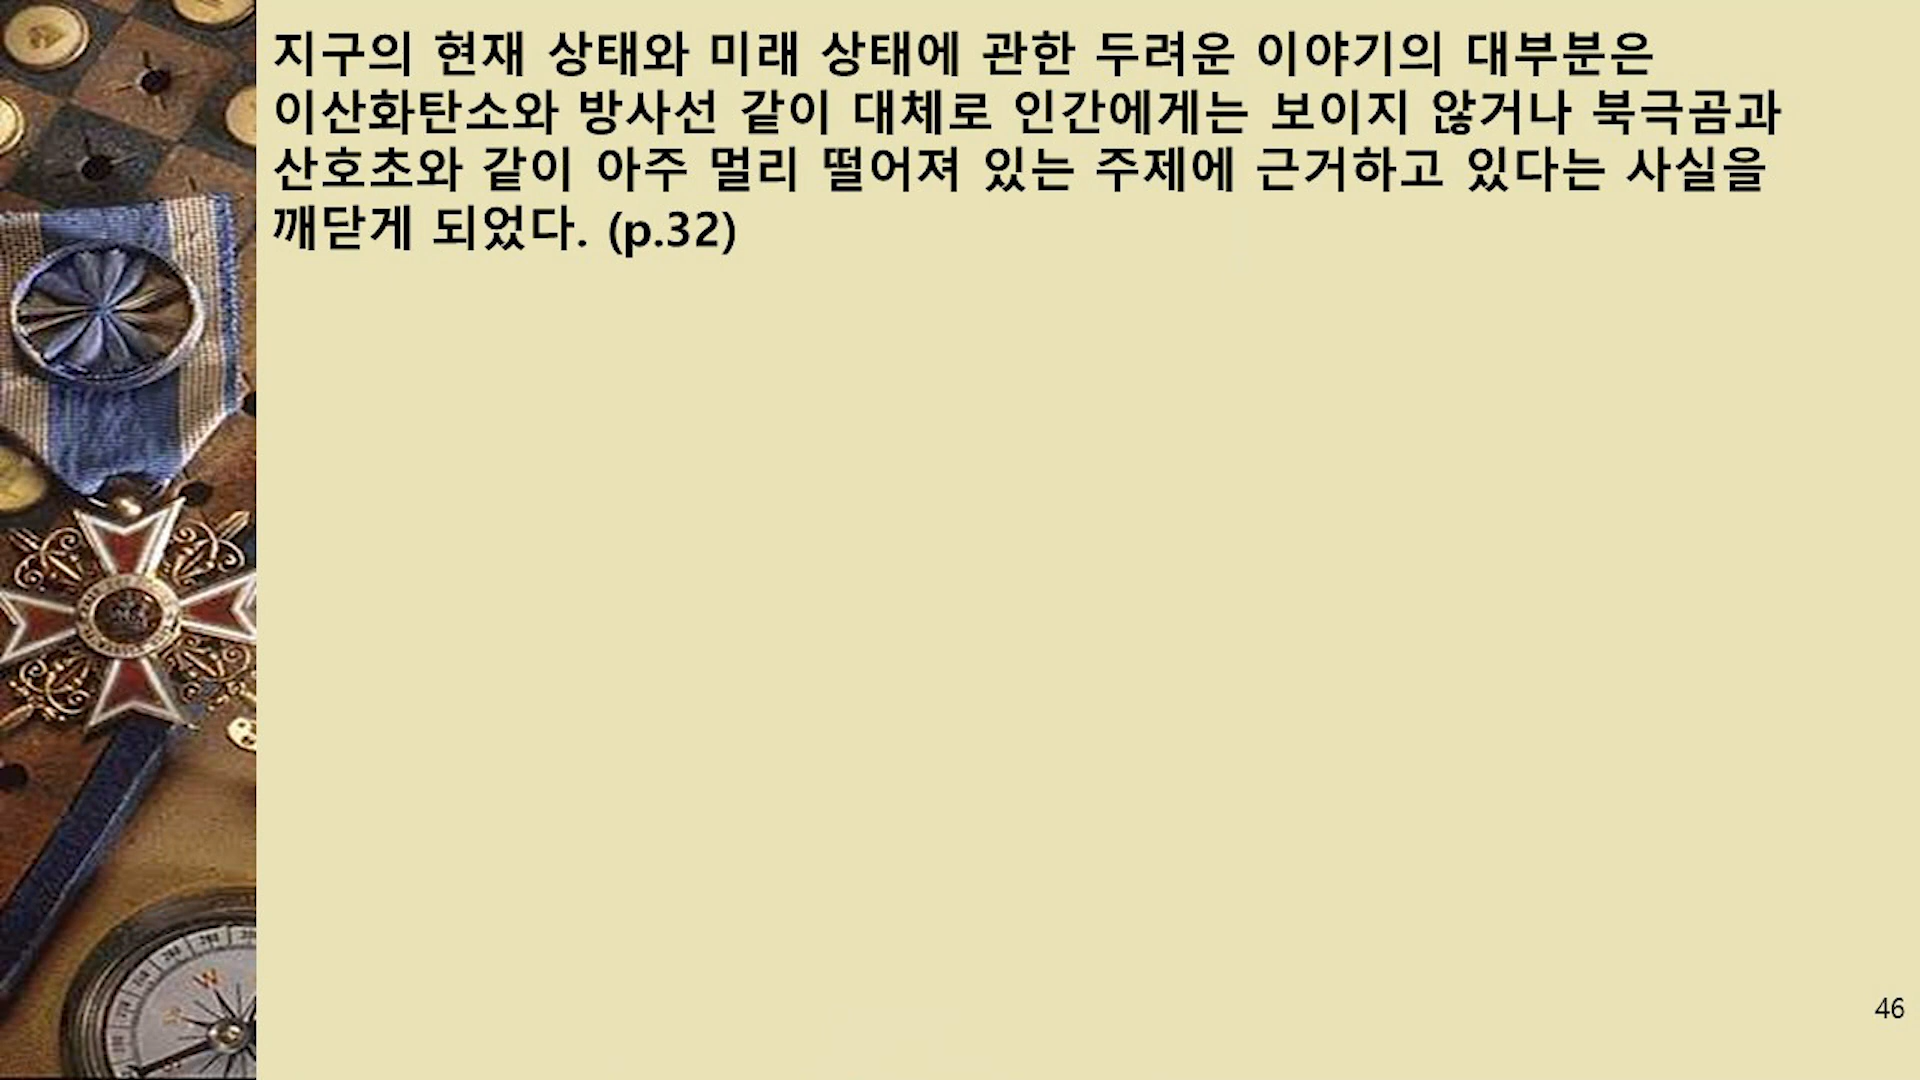 지구의 현재 상태와 미래 상태에 관한 두려운 이야기의 대부분은
이산화탄소와 방사선 같이 대체로 인간에게는 보이지 않거나 북극곰과
산호초와 같이 아주 멀리 떨어져 있는 주제에 근거하고 있다는 사실을
깨닫게 되었다. (p.32)
W
46